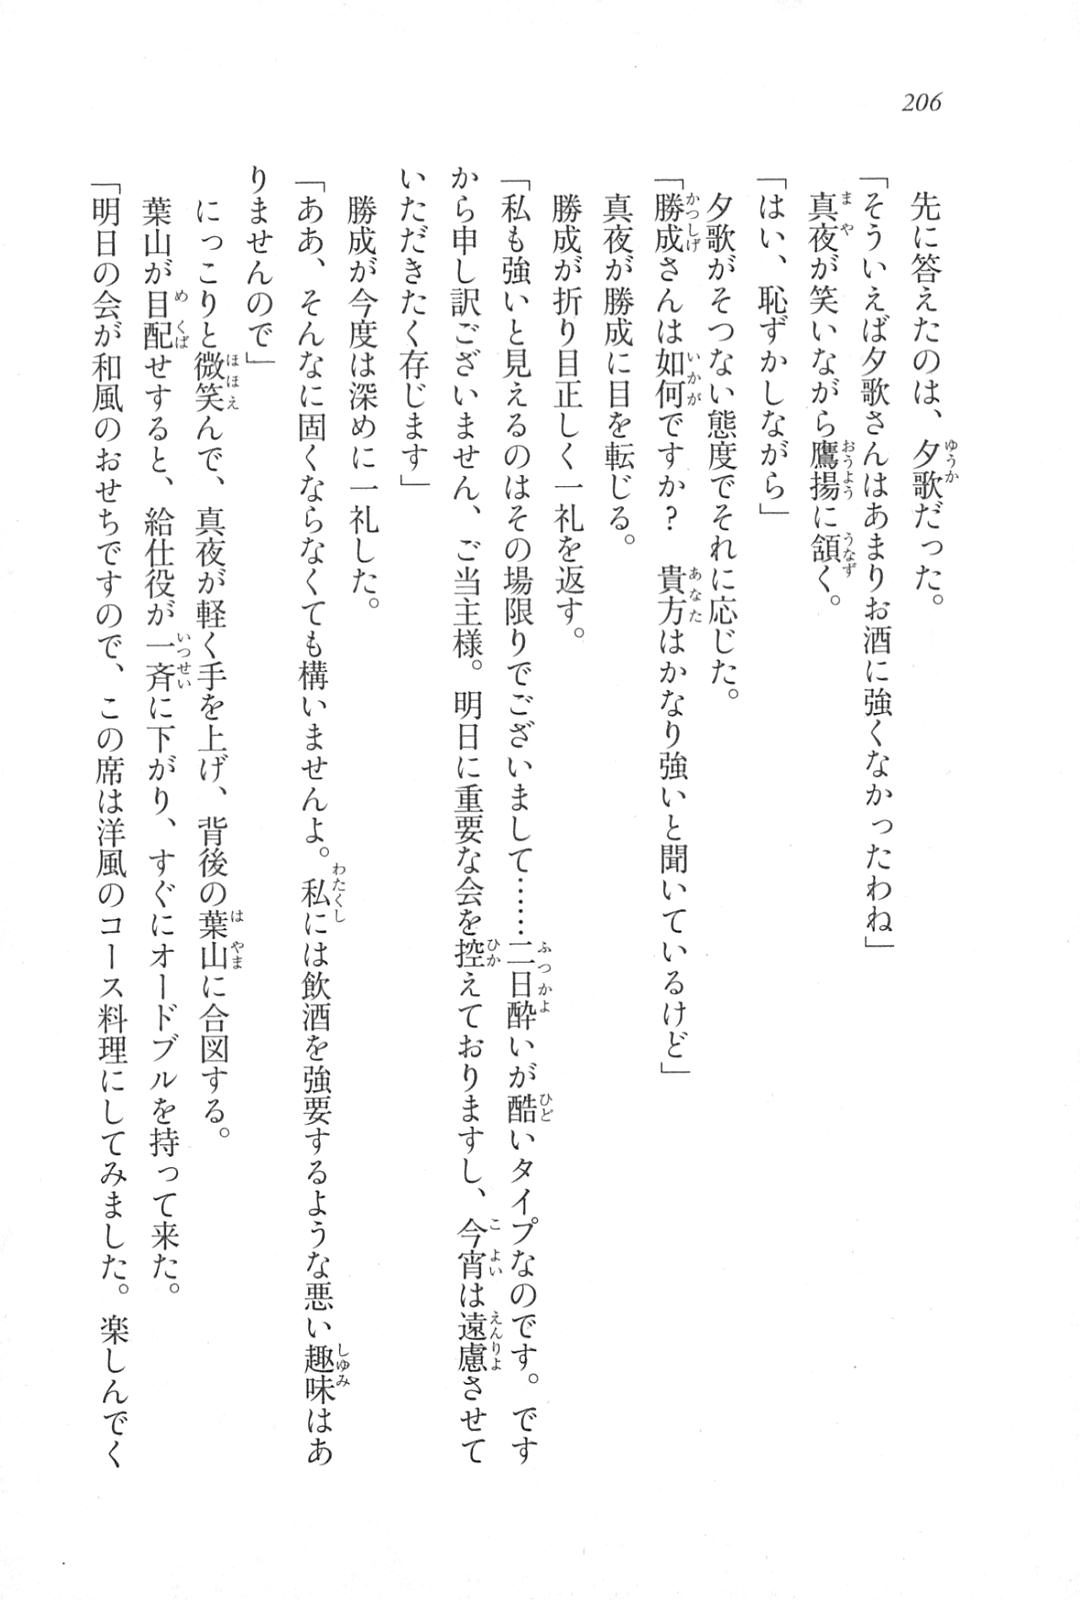 206
先に答えたのは、夕歌だった。
「そういえば夕歌さんはあまりお酒に強くなかったわね」
真夜が笑いながら鷹揚に頷く。
「はい、恥ずかしながら」
夕歌がそつない態度でそれに応じた。
「勝成さんは如何ですか？　貴方はかなり強いと聞いているけど」
真夜が勝成に目を転じる。
勝成が折り目正しく一礼を返す。
「私も強いと見えるのはその場限りでございまして……二日酔いが酷いタイプなのです。です
から申し訳ございません、ご当主様。明日に重要な会を控えておりますし、今宵は遠慮させて
いただきたく存じます」
勝成が今度は深めに一礼した。
「ああ、そんなに固くならなくても構いませんよ。私には飲酒を強要するような悪い趣味はあ
りませんので」
にっこりと微笑んで、真夜が軽く手を上げ、背後の葉山に合図する。
葉山が目配せすると、給仕役が一斉に下がり、すぐにオードブルを持って来た。
「明日の会が和風のおせちですので、この席は洋風のコース料理にしてみました。楽しんでく